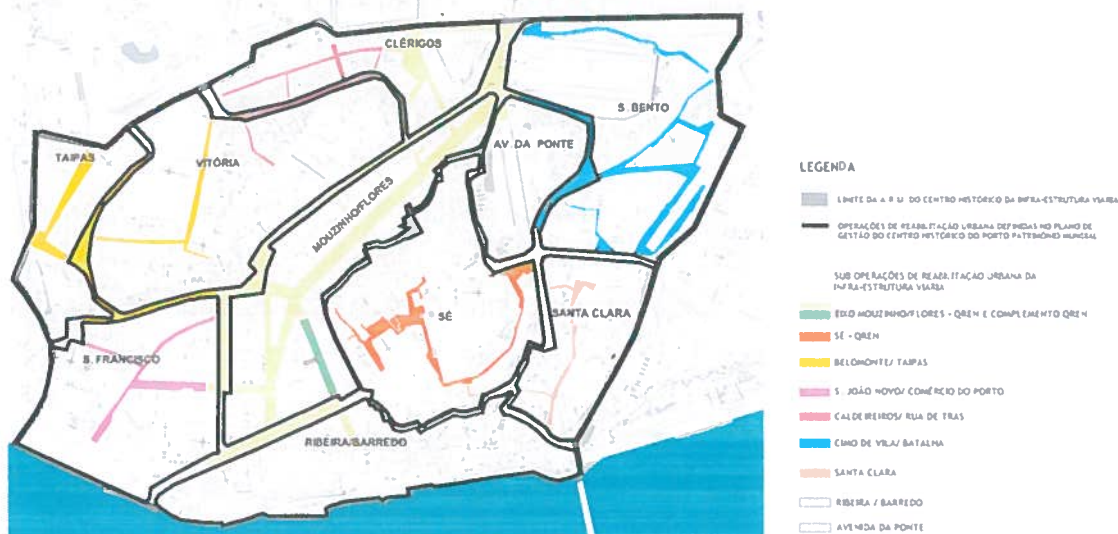 CLÉRIGOS
S. BENTO
TAIPAS
VITÓRIA
AV. DA PONTE
MOUZINHO/FLORES
SÉ
SANTA CLARA
S. FRANCISCO
RIBEIRA/BARREDO
LEGENDA
LIMITE DA A.R.U. DO CENTRO HISTÓRICO DA INFRA-ESTRUTURA VIÁRIA
OPERAÇÕES DE REABILITAÇÃO URBANA DEFINIDAS NO PLANO DE
GESTÃO DO CENTRO HISTÓRICO DO PORTO PATRIMÓNIO MUNDIAL
SUB OPERAÇÕES DE REABILITAÇÃO URBANA DA
INFRA-ESTRUTURA VIÁRIA
EIXO MOUZINHO/FLORES - QREN E COMPLEMENTO QREN
SÉ - QREN
BELOMONTE/ TAIPAS
S. JOÃO NOVO/ COMÉRCIO DO PORTO
CALDEIREIROS/ RUA DE TRAS
CIMO DE VILA/ BATALHA
SANTA CLARA
RIBEIRA / BARREDO
AVENIDA DA PONTE